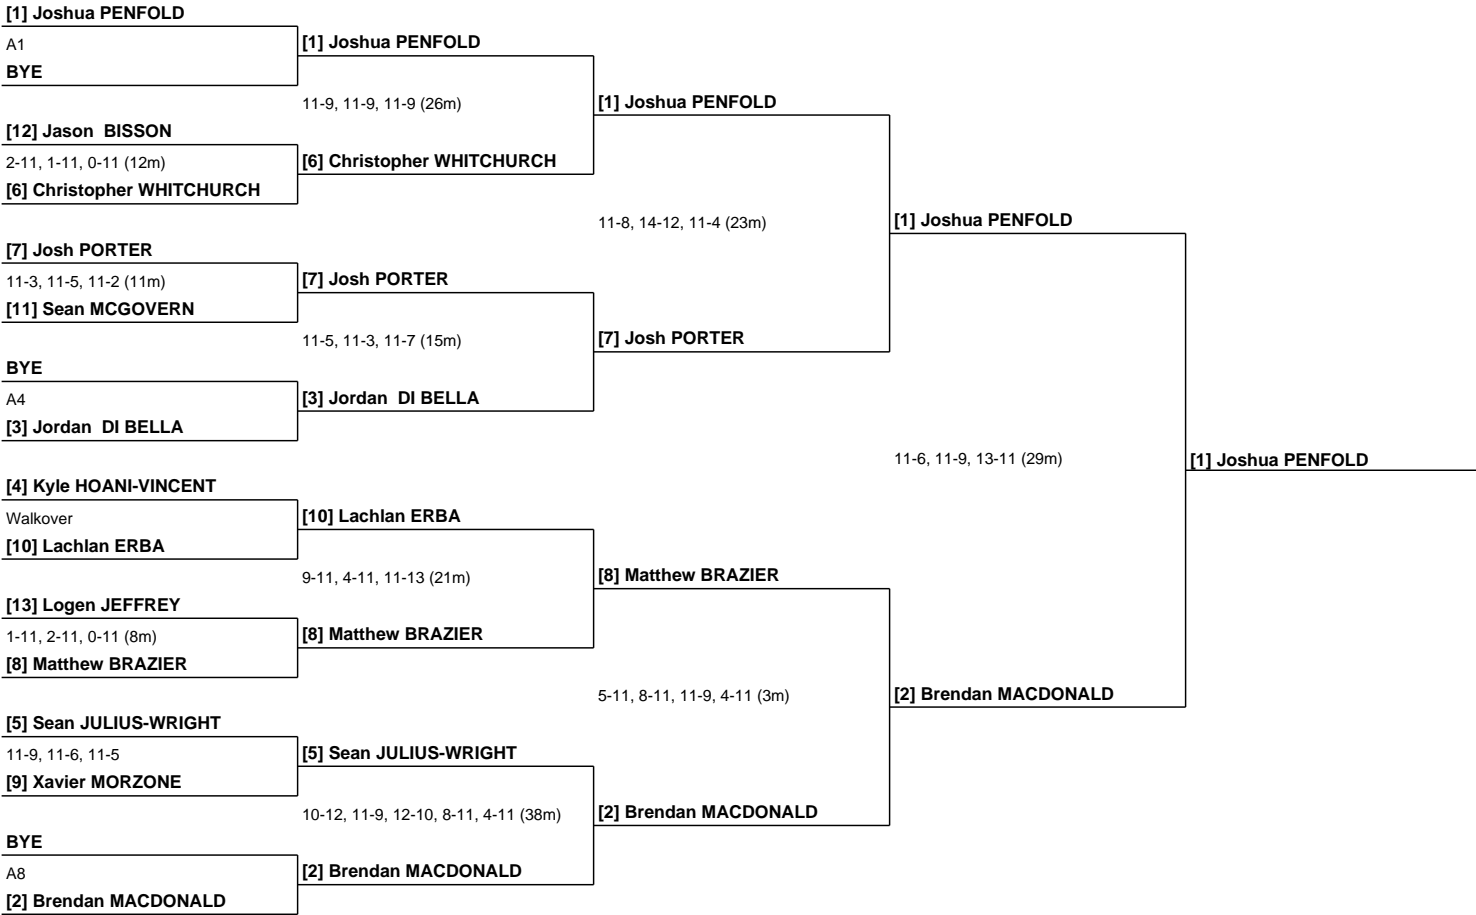 [1] Joshua PENFOLD
A1
BYE
[12] Jason  BISSON
2-11, 1-11, 0-11 (12m)
[6] Christopher WHITCHURCH
[7] Josh PORTER
11-3, 11-5, 11-2 (11m)
[11] Sean MCGOVERN
BYE
A4
[3] Jordan  DI BELLA
[4] Kyle HOANI-VINCENT
Walkover
[10] Lachlan ERBA
[13] Logen JEFFREY
1-11, 2-11, 0-11 (8m)
[8] Matthew BRAZIER
[5] Sean JULIUS-WRIGHT
11-9, 11-6, 11-5
[9] Xavier MORZONE
BYE
A8
[2] Brendan MACDONALD
[1] Joshua PENFOLD
11-9, 11-9, 11-9 (26m)
[6] Christopher WHITCHURCH
[7] Josh PORTER
11-5, 11-3, 11-7 (15m)
[3] Jordan  DI BELLA
[10] Lachlan ERBA
9-11, 4-11, 11-13 (21m)
[8] Matthew BRAZIER
[5] Sean JULIUS-WRIGHT
10-12, 11-9, 12-10, 8-11, 4-11 (38m)
[2] Brendan MACDONALD
[1] Joshua PENFOLD
11-8, 14-12, 11-4 (23m)
[7] Josh PORTER
[8] Matthew BRAZIER
5-11, 8-11, 11-9, 4-11 (3m)
[2] Brendan MACDONALD
[1] Joshua PENFOLD
11-6, 11-9, 13-11 (29m)
[2] Brendan MACDONALD
[1] Joshua PENFOLD